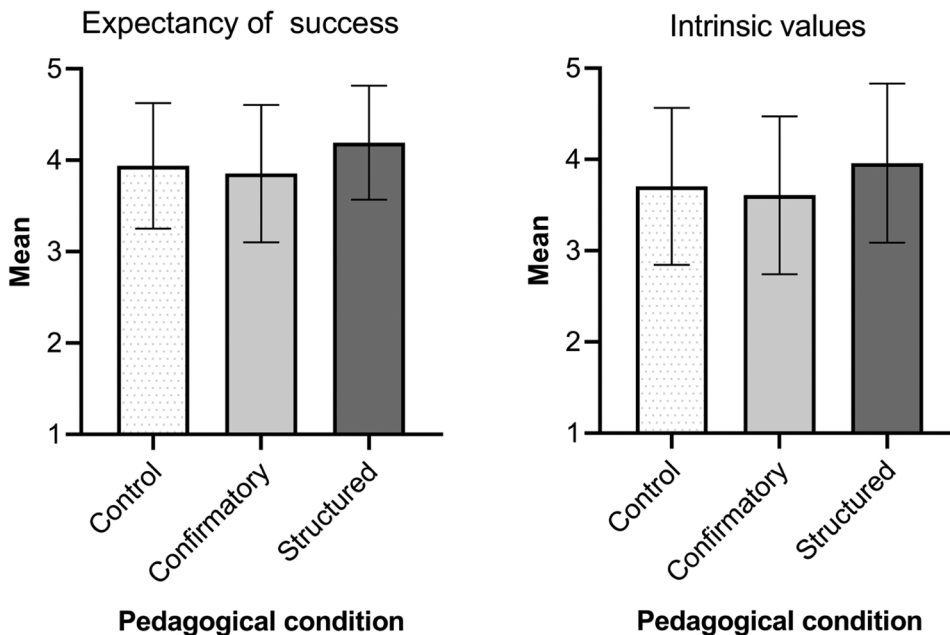 Expectancy of success
5
4
3
2
1
Mean
Control
Confirmatory
Structured
Pedagogical condition
Intrinsic values
5
4
3
2
1
Mean
Control
Confirmatory
Structured
Pedagogical condition